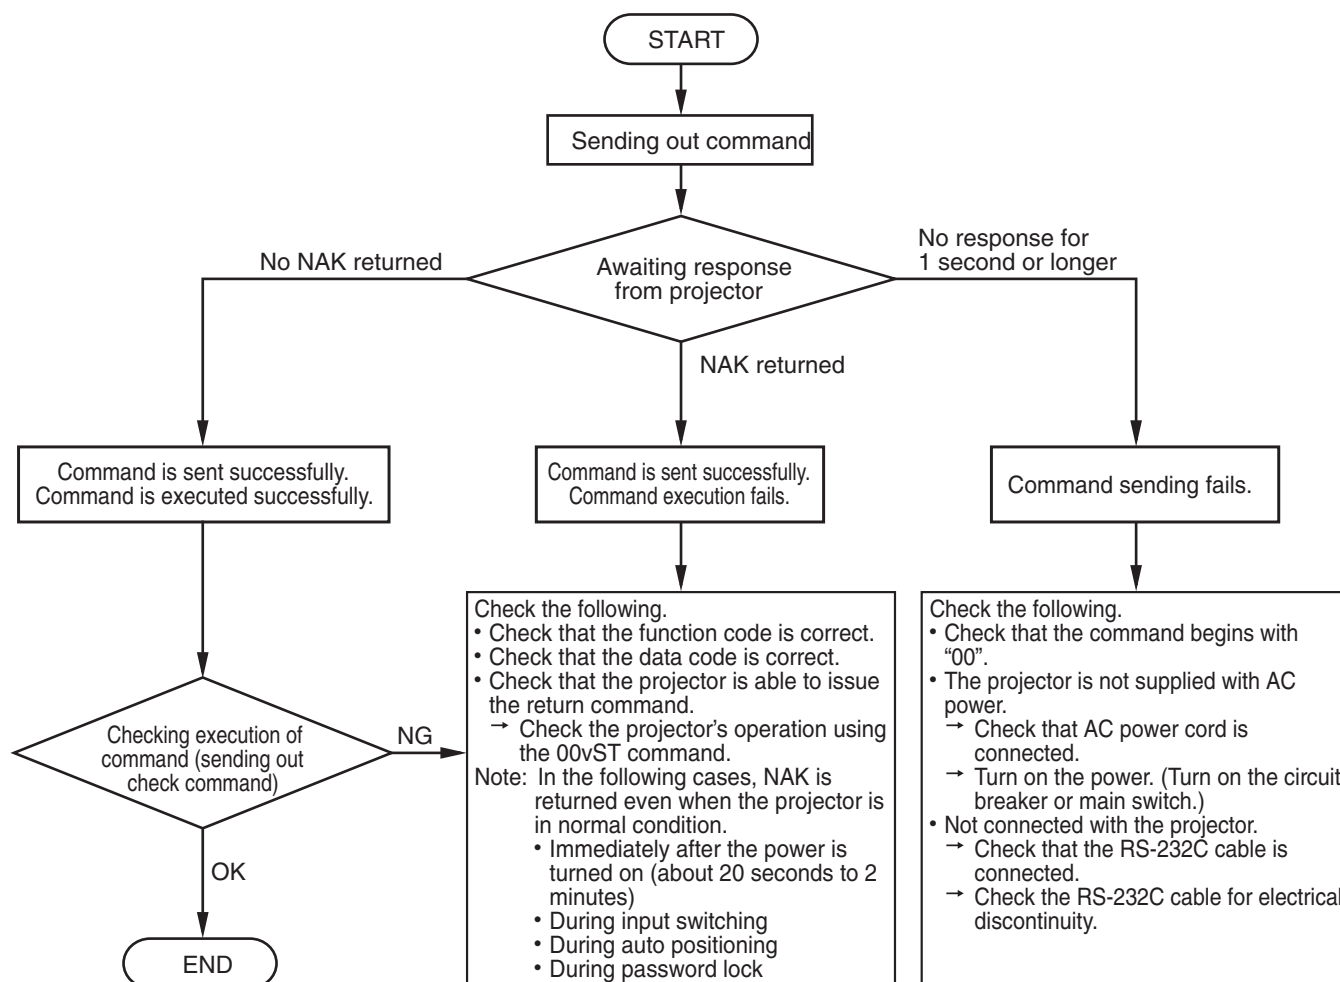 START
Sending out command
Awaiting response
from projector
No NAK returned
No response for
1 second or longer
NAK returned
Command is sent successfully.
Command is executed successfully.
Command is sent successfully.
Command execution fails.
Command sending fails.
Checking execution of
command (sending out
check command)
NG
OK
END
Check the following.
• Check that the function code is correct.
• Check that the data code is correct.
• Check that the projector is able to issue
the return command.
→ Check the projector’s operation using
the 00vST command.
Note: In the following cases, NAK is
returned even when the projector is
in normal condition.
• Immediately after the power is
turned on (about 20 seconds to 2
minutes)
• During input switching
• During auto positioning
• During password lock
Check the following.
• Check that the command begins with
“00”.
• The projector is not supplied with AC
power.
→ Check that AC power cord is
connected.
→ Turn on the power. (Turn on the circuit
breaker or main switch.)
• Not connected with the projector.
→ Check that the RS-232C cable is
connected.
→ Check the RS-232C cable for electrical
discontinuity.